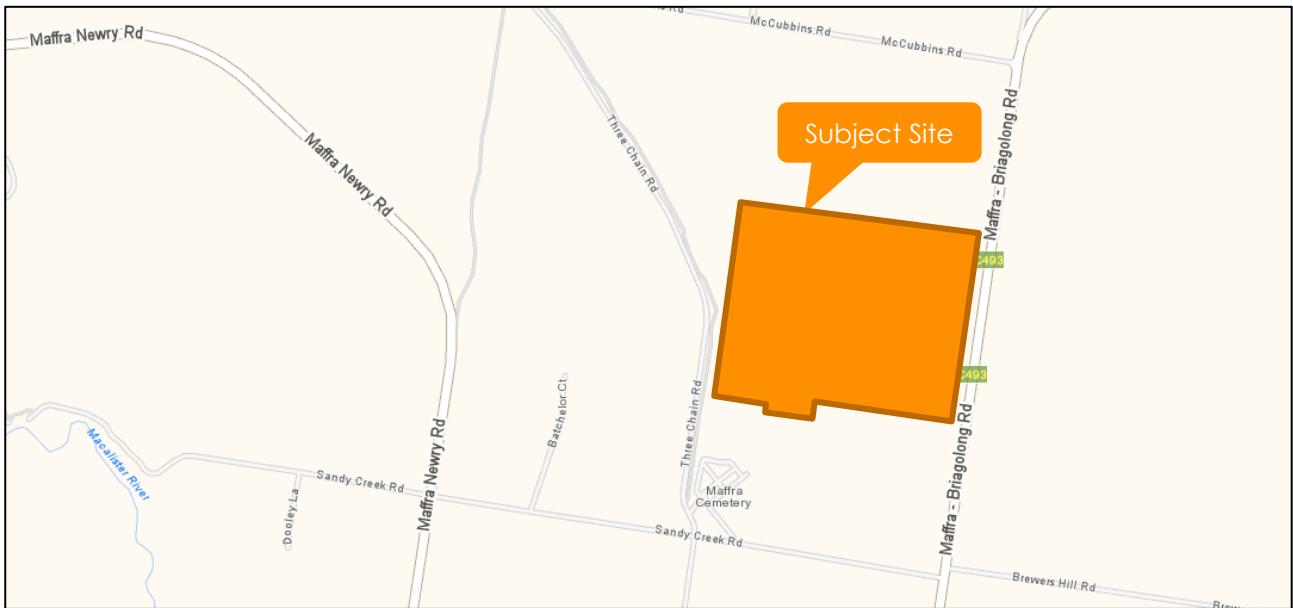 s Rd
McCubbins Rd
McCubbins Rd
Maffra Newry Rd
Subject Site
Three Chain Rd
Maffra - Briagolong Rd
Maffra Newry Rd
C493
C493
Batchelor Ct
Three Chain Rd
Maffra - Briagolong Rd
Maffra Newry Rd
Macalister River
Sandy Creek Rd
Dooley La
Maffra
Cemetery
Sandy Creek Rd
Brewers Hill Rd